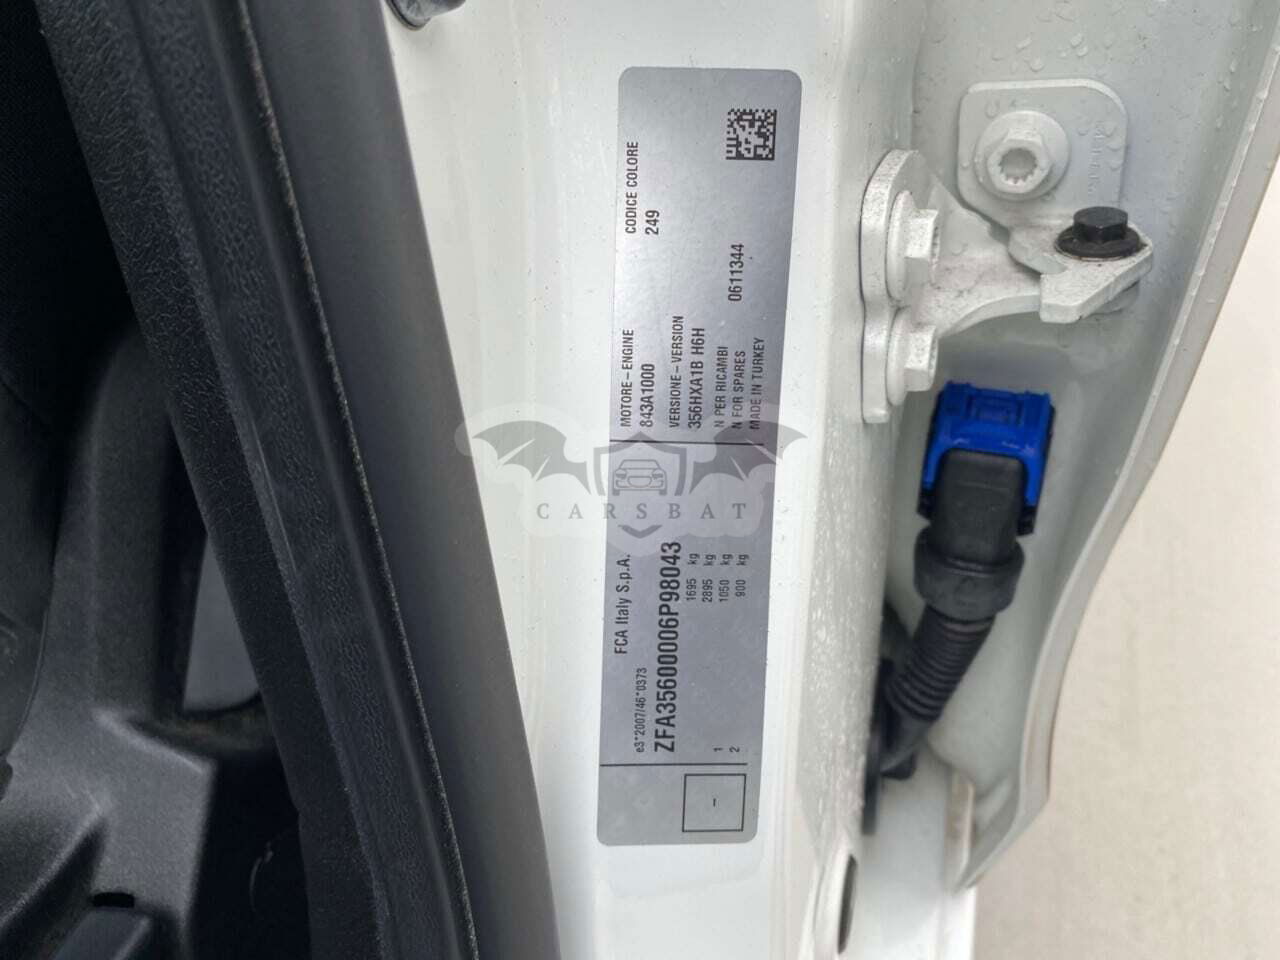 FCA Italy S.p.A.
e3*2007/46*0373
ZFA35600006P98043
1695 kg
2895 kg
1 1050 kg
2 900 kg
-
MOTORE – ENGINE
843A1000
CODICE COLORE
249
VERSIONE – VERSION
356HXA1B H6H
N PER RICAMBI
N FOR SPARES
0611344
MADE IN TURKEY
CARSBAT